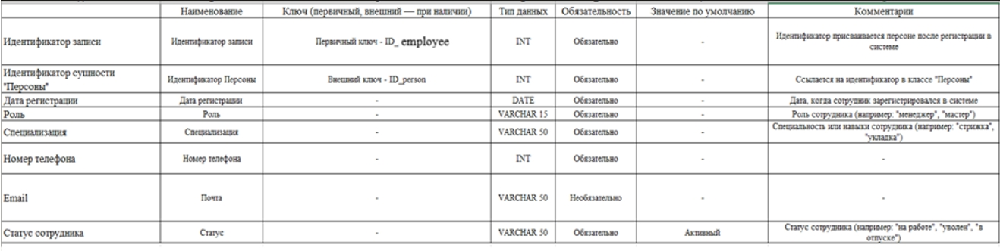 Наименование Ключ (первичный, внешний — при наличии) Тип данных Обязательность Значение по умолчанию Комментарии
Идентификатор записи Идентификатор записи Первичный ключ - ID_ employee INT Обязательно - Идентификатор присваивается персоне после регистрации в
системе
Идентификатор сущности
"Персоны" Идентификатор Персоны Внешний ключ - ID_person INT Обязательно - Ссылается на идентификатор в классе "Персоны"
Дата регистрации Дата регистрации - DATE Обязательно - Дата, когда сотрудник зарегистрировался в системе
Роль Роль - VARCHAR 15 Обязательно - Роль сотрудника (например: "менеджер", "мастер")
Специализация Специализация - VARCHAR 50 Обязательно - Специальность или навыки сотрудника (например: "стрижка",
"укладка")
Номер телефона Номер телефона - INT Обязательно - -
Email Почта - VARCHAR 50 Необязательно - -
Статус сотрудника Статус - VARCHAR 50 Обязательно Активный Статус сотрудника (например: "на работе", "уволен", "в
отпуске")